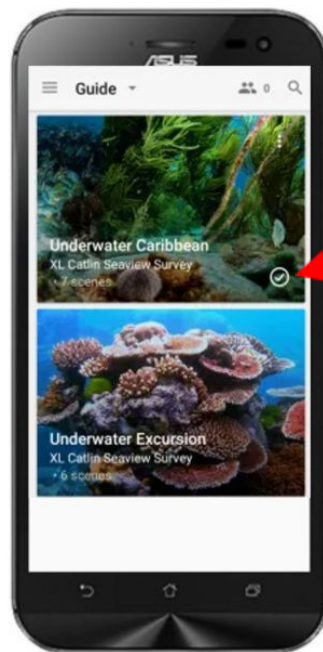 ASUS
Guide 0
Underwater Caribbean
XL Catlin Seaview Survey
• 7 scenes
Underwater Excursion
XL Catlin Seaview Survey
• 6 scenes